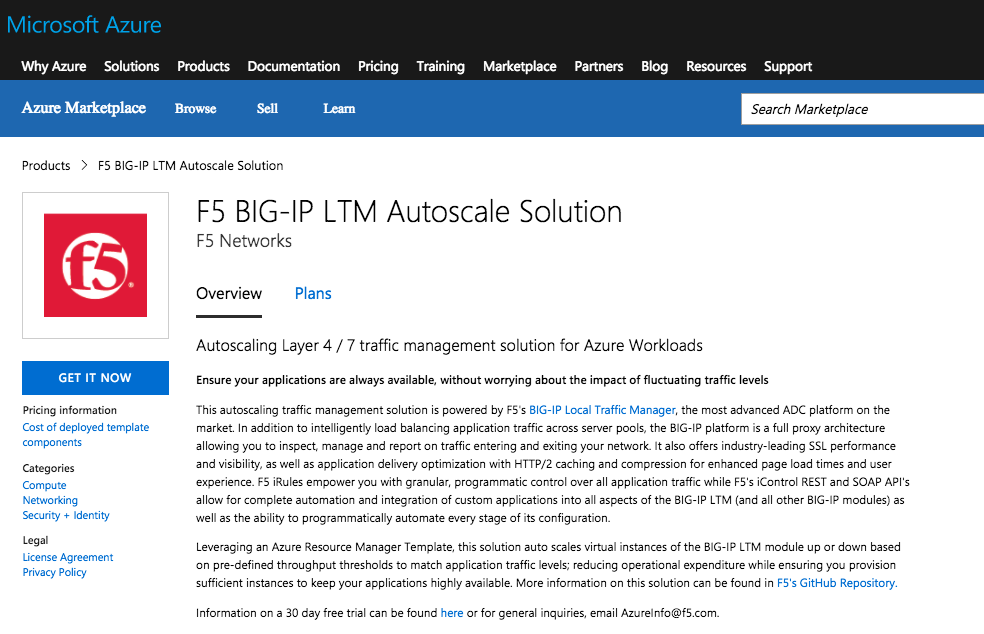 Microsoft Azure
Why Azure Solutions Products Documentation Pricing Training Marketplace Partners Blog Resources Support
Azure Marketplace Browse Sell Learn Search Marketplace
Products > F5 BIG-IP LTM Autoscale Solution
f5®
F5 BIG-IP LTM Autoscale Solution
F5 Networks
Overview Plans
GET IT NOW
Pricing information
Cost of deployed template
components
Categories
Compute
Networking
Security + Identity
Legal
License Agreement
Privacy Policy
Autoscaling Layer 4 / 7 traffic management solution for Azure Workloads
Ensure your applications are always available, without worrying about the impact of fluctuating traffic levels
This autoscaling traffic management solution is powered by F5's BIG-IP Local Traffic Manager, the most advanced ADC platform on the
market. In addition to intelligently load balancing application traffic across server pools, the BIG-IP platform is a full proxy architecture
allowing you to inspect, manage and report on traffic entering and exiting your network. It also offers industry-leading SSL performance
and visibility, as well as application delivery optimization with HTTP/2 caching and compression for enhanced page load times and user
experience. F5 iRules empower you with granular, programmatic control over all application traffic while F5's iControl REST and SOAP API's
allow for complete automation and integration of custom applications into all aspects of the BIG-IP LTM (and all other BIG-IP modules) as
well as the ability to programmatically automate every stage of its configuration.
Leveraging an Azure Resource Manager Template, this solution auto scales virtual instances of the BIG-IP LTM module up or down based
on pre-defined throughput thresholds to match application traffic levels; reducing operational expenditure while ensuring you provision
sufficient instances to keep your applications highly available. More information on this solution can be found in F5's GitHub Repository.
Information on a 30 day free trial can be found here or for general inquiries, email AzureInfo@f5.com.